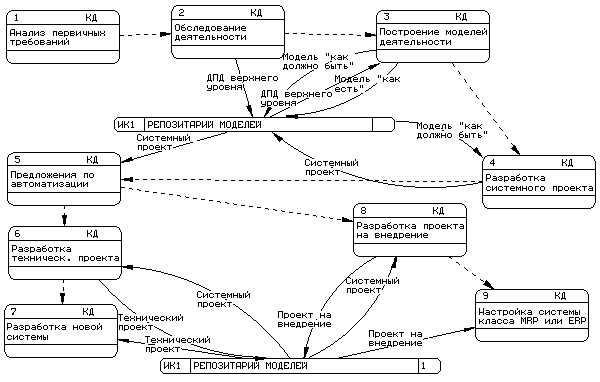 1 КД
Анализ первичных
требований
2 КД
Обследование
деятельности
3 КД
Построение моделей
деятельности
Модель "как
должно быть"
Модель "как
есть"
ДПД верхнего
уровня
ДПД верхнего
уровня
ИК1 РЕПОЗИТАРИЙ МОДЕЛЕЙ
Модель "как
должно быть"
Системный
проект
Системный
проект
4 КД
Разработка
системного проекта
5 КД
Предложения по
автоматизации
6 КД
Разработка
техническ. проекта
8 КД
Разработка проекта
на внедрение
Системный
проект
Системный
проект
7 КД
Разработка новой
системы
Технический
проект
Технический
проект
Проект на
внедрение
Проект на
внедрение
9 КД
Настройка системы
класса MRP или ERP
ИК1 РЕПОЗИТАРИЙ МОДЕЛЕЙ 1